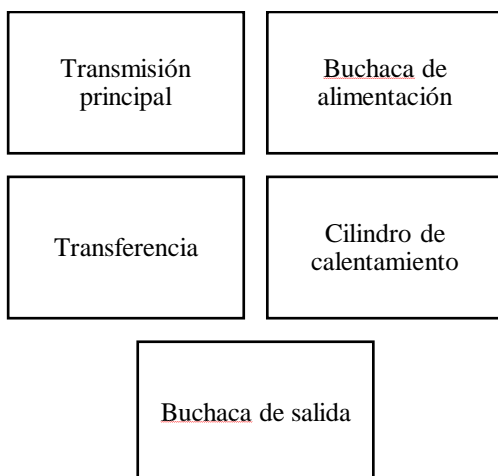 Transmisión
principal
Buchaca de
alimentación
Transferencia
Cilindro de
calentamiento
Buchaca de salida